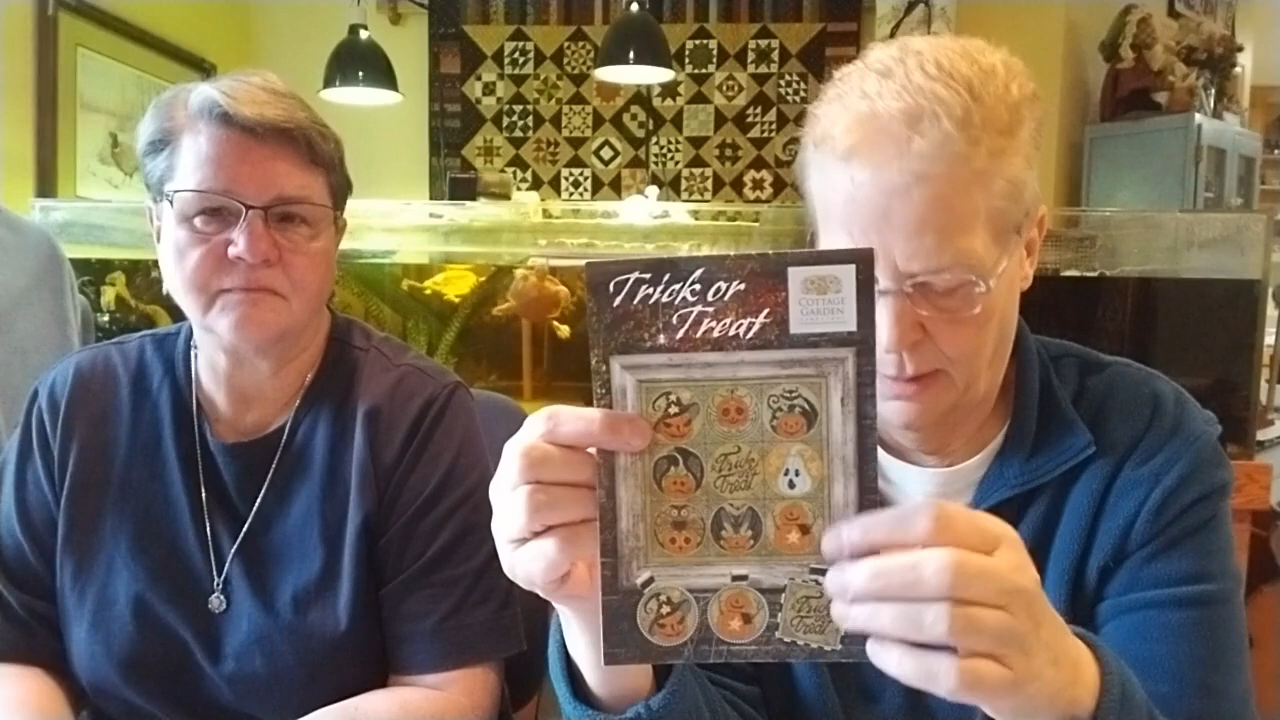 Trick or
Treat
COTTAGE
GARDEN
Trick
or
Treat
Trick
or
Treat